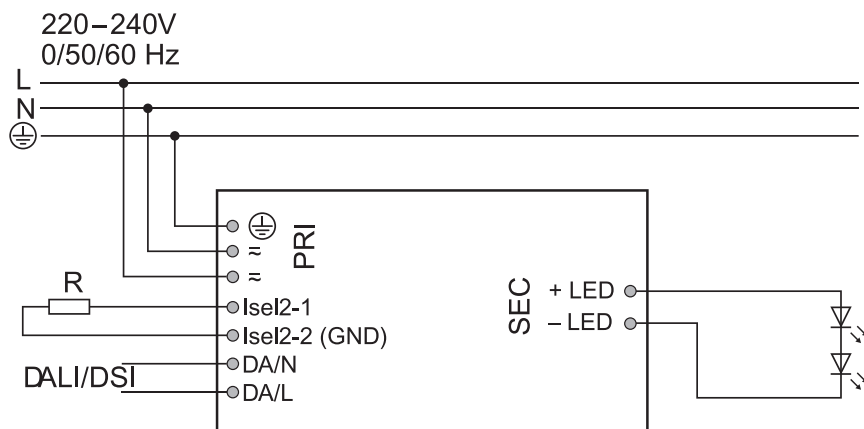 220–240V
0/50/60 Hz
L
N
PRI
≂
≂
R
Isel2-1
Isel2-2 (GND)
DALI/DSI
DA/N
DA/L
SEC
+ LED
– LED